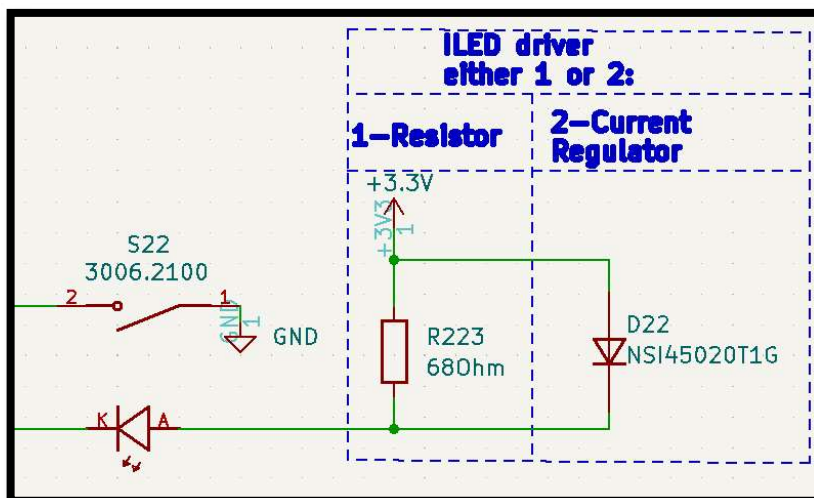 ILED driver
either 1 or 2:
1-Resistor
2-Current
Regulator
+3.3V
+3V3
1
S22
3006.2100
2
1
GND
1
GND
R223
68Ohm
D22
NSI45020T1G
K
A